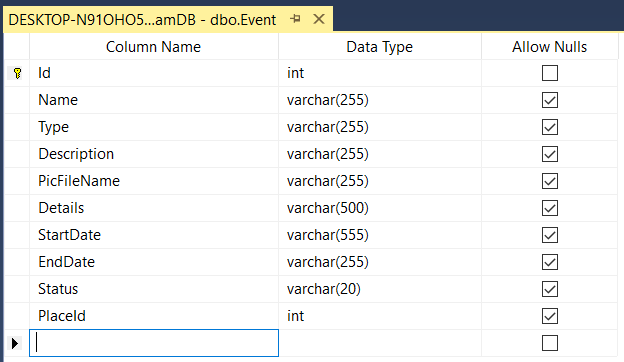 DESKTOP-N91OHO5...amDB - dbo.Event
Column Name Data Type Allow Nulls
Id int
Name varchar(255)
Type varchar(255)
Description varchar(255)
PicFileName varchar(255)
Details varchar(500)
StartDate varchar(555)
EndDate varchar(255)
Status varchar(20)
PlaceId int